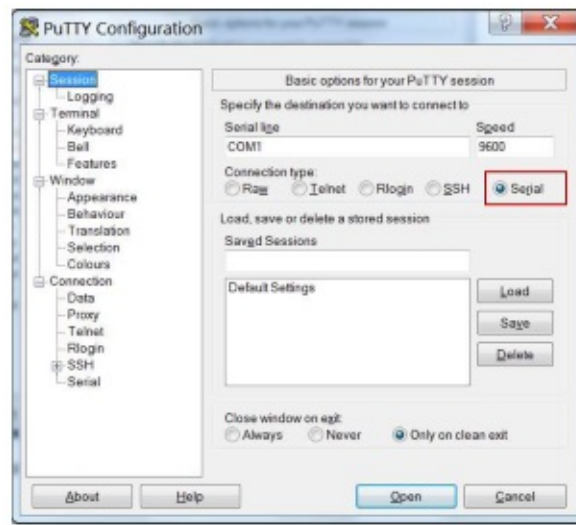 PuTTY Configuration
Category:
Session
Logging
Terminal
Keyboard
Bell
Features
Window
Appearance
Behaviour
Translation
Selection
Colours
Connection
Data
Proxy
Telnet
Rlogin
SSH
Serial
Basic options for your PuTTY session
Specify the destination you want to connect to
Serial line Speed
COM1 9600
Connection type:
Raw Telnet Rlogin SSH Serial
Load, save or delete a stored session
Saved Sessions
Default Settings
Load
Save
Delete
Close window on exit:
Always Never Only on clean exit
About Help Open Cancel